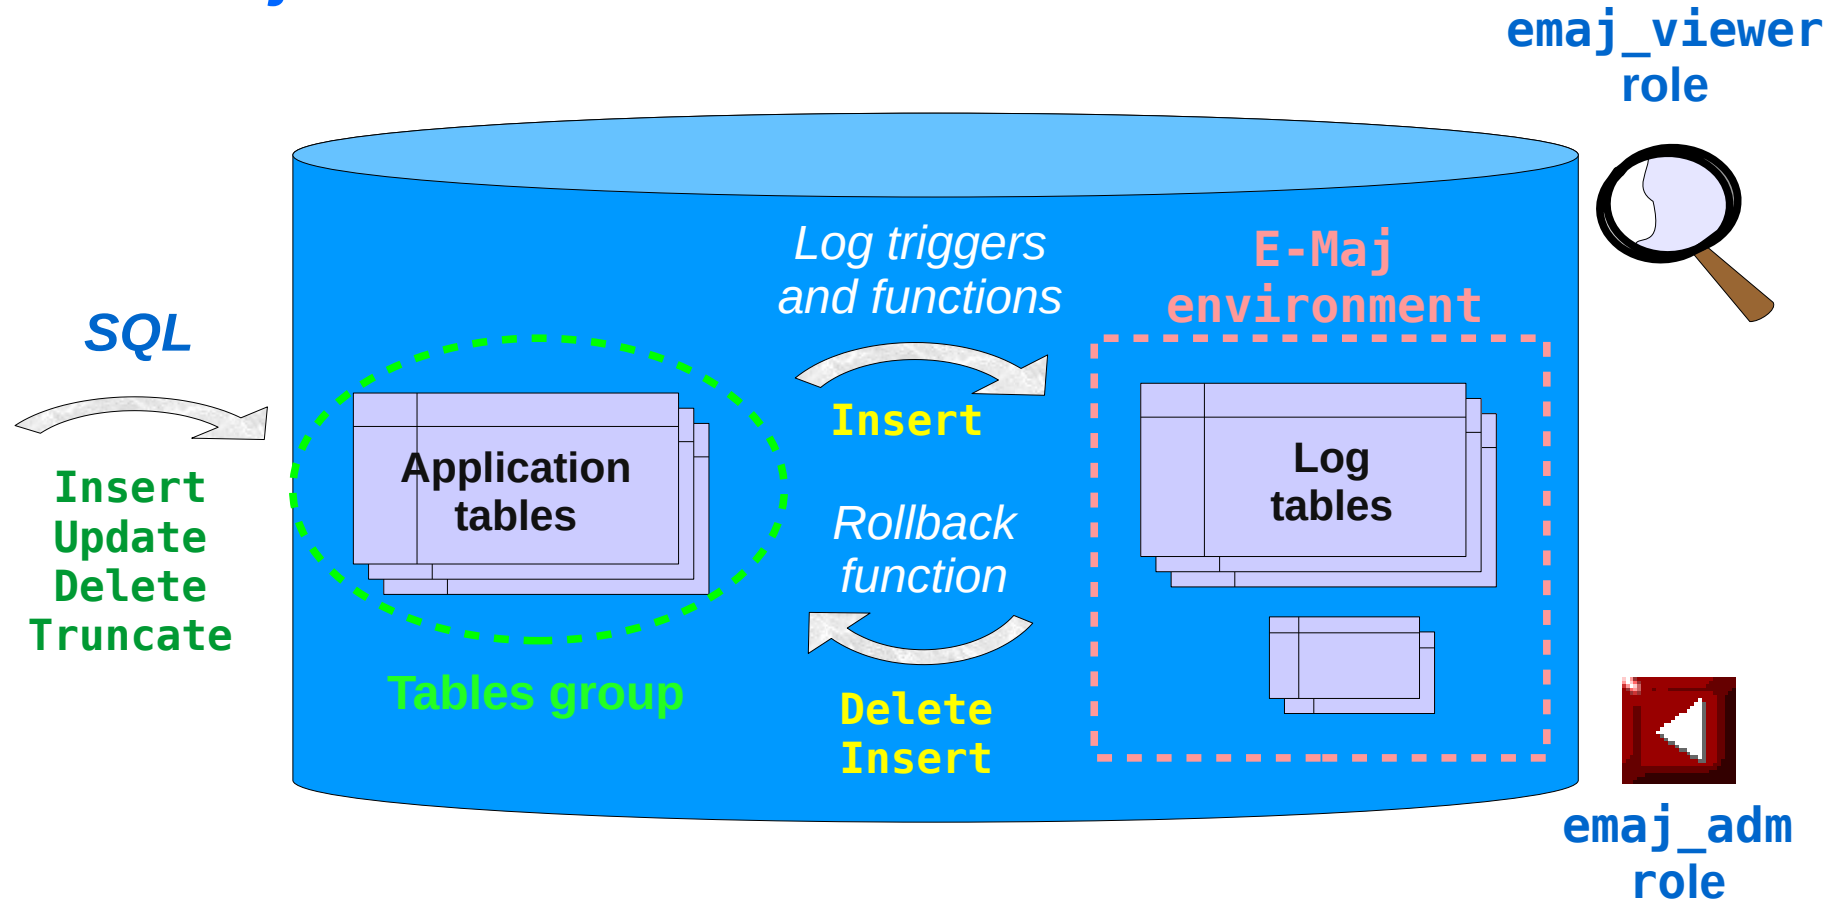 emaj_viewer
role
Log triggers
and functions
E-Maj
environment
SQL
Insert
Application
tables
Log
tables
Insert
Update
Delete
Truncate
Rollback
function
Tables group
Delete
Insert
emaj_adm
role